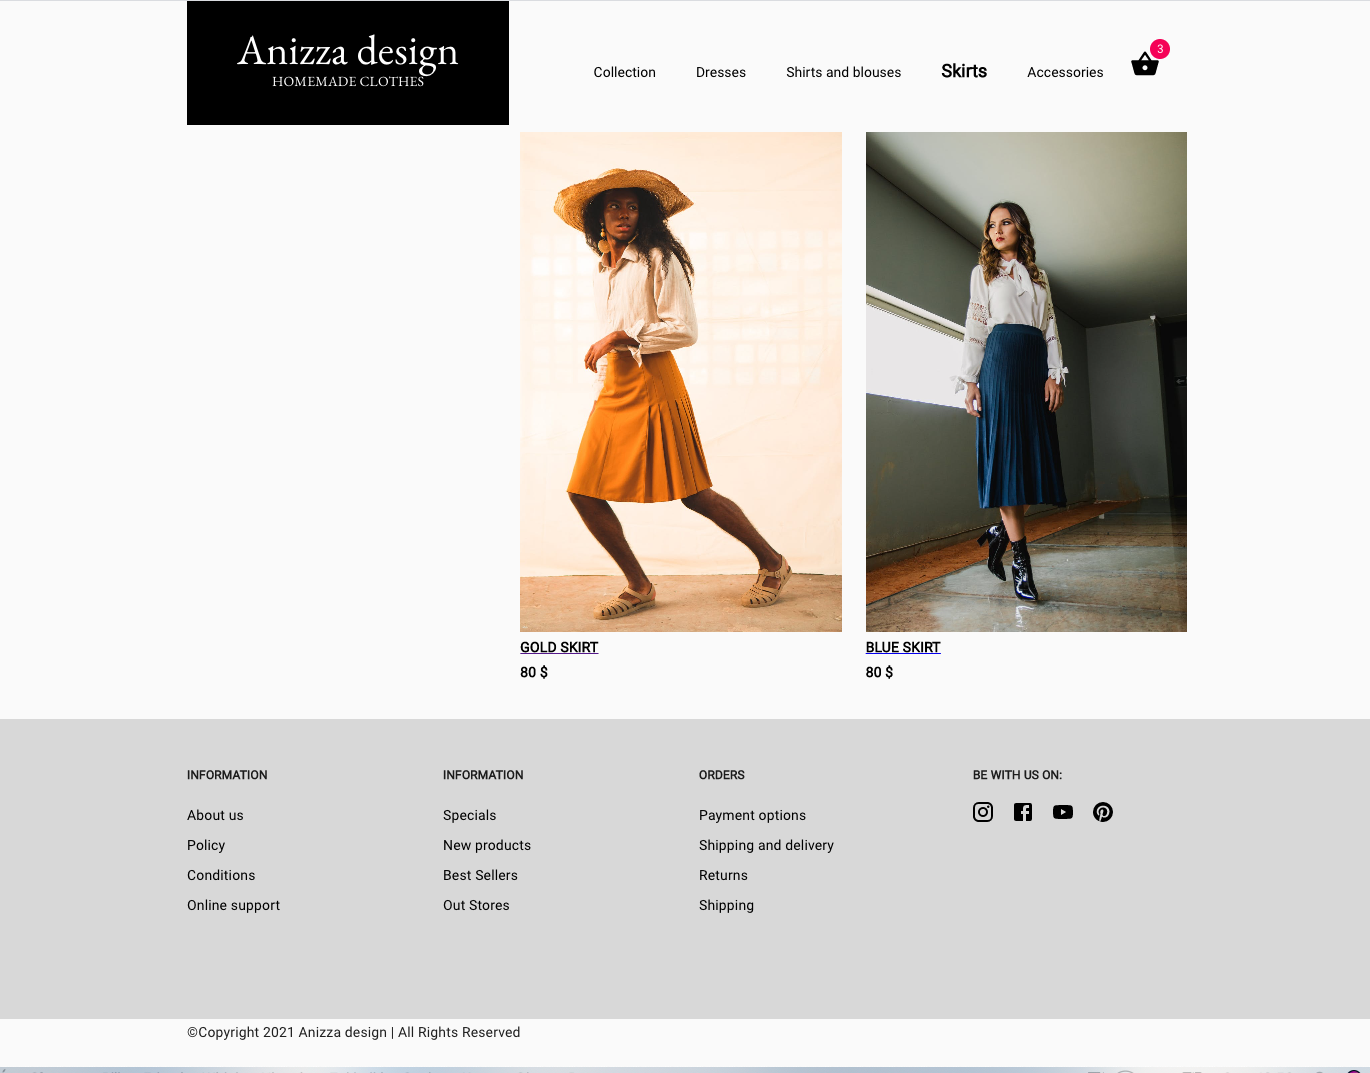 Anizza design
HOMEMADE CLOTHES
Collection
Dresses
Shirts and blouses
Skirts
Accessories
3
GOLD SKIRT
80 $
BLUE SKIRT
80 $
INFORMATION
About us
Policy
Conditions
Online support
INFORMATION
Specials
New products
Best Sellers
Out Stores
ORDERS
Payment options
Shipping and delivery
Returns
Shipping
BE WITH US ON:
©Copyright 2021 Anizza design | All Rights Reserved